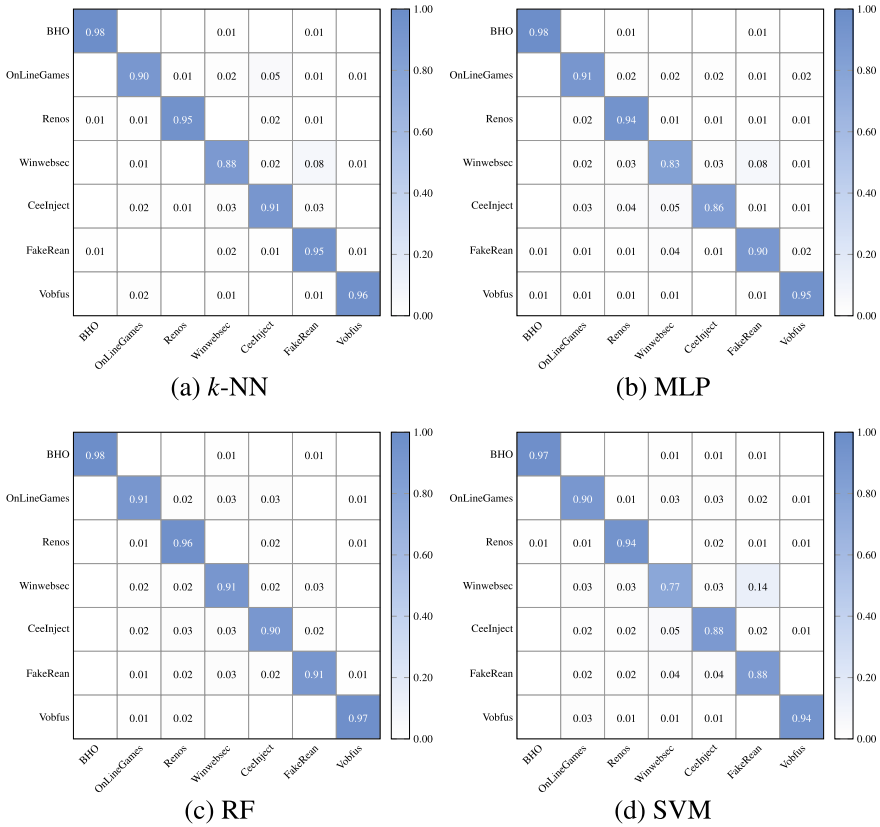 1.00
BHO 0.98 0.01 0.01
0.80
OnLineGames 0.90 0.01 0.02 0.05 0.01 0.01
Renos 0.01 0.01 0.95 0.02 0.01
0.60
Winwebsec 0.01 0.88 0.02 0.08 0.01
0.40
CeeInject 0.02 0.01 0.03 0.91 0.03
0.20
FakeRean 0.01 0.02 0.01 0.95 0.01
Vobfus 0.02 0.01 0.01 0.96
0.00
BHO OnLineGames Renos Winwebsec CeeInject FakeRean Vobfus
(a) k-NN
1.00
BHO 0.98 0.01 0.01
0.80
OnLineGames 0.91 0.02 0.02 0.02 0.01 0.02
Renos 0.02 0.94 0.01 0.01 0.01 0.01
0.60
Winwebsec 0.02 0.03 0.83 0.03 0.08 0.01
0.40
CeeInject 0.03 0.04 0.05 0.86 0.01 0.01
0.20
FakeRean 0.01 0.01 0.01 0.04 0.01 0.90 0.02
Vobfus 0.01 0.01 0.01 0.01 0.01 0.95
0.00
BHO OnLineGames Renos Winwebsec CeeInject FakeRean Vobfus
(b) MLP
1.00
BHO 0.98 0.01 0.01
0.80
OnLineGames 0.91 0.02 0.03 0.03 0.01
Renos 0.01 0.96 0.02 0.01
0.60
Winwebsec 0.02 0.02 0.91 0.02 0.03
0.40
CeeInject 0.02 0.03 0.03 0.90 0.02
0.20
FakeRean 0.01 0.02 0.03 0.02 0.91 0.01
Vobfus 0.01 0.02 0.97
0.00
BHO OnLineGames Renos Winwebsec CeeInject FakeRean Vobfus
(c) RF
1.00
BHO 0.97 0.01 0.01 0.01
0.80
OnLineGames 0.90 0.01 0.03 0.03 0.02 0.01
Renos 0.01 0.01 0.94 0.02 0.01 0.01
0.60
Winwebsec 0.03 0.03 0.77 0.03 0.14
0.40
CeeInject 0.02 0.02 0.05 0.88 0.02 0.01
0.20
FakeRean 0.02 0.02 0.04 0.04 0.88
Vobfus 0.03 0.01 0.01 0.01 0.94
0.00
BHO OnLineGames Renos Winwebsec CeeInject FakeRean Vobfus
(d) SVM